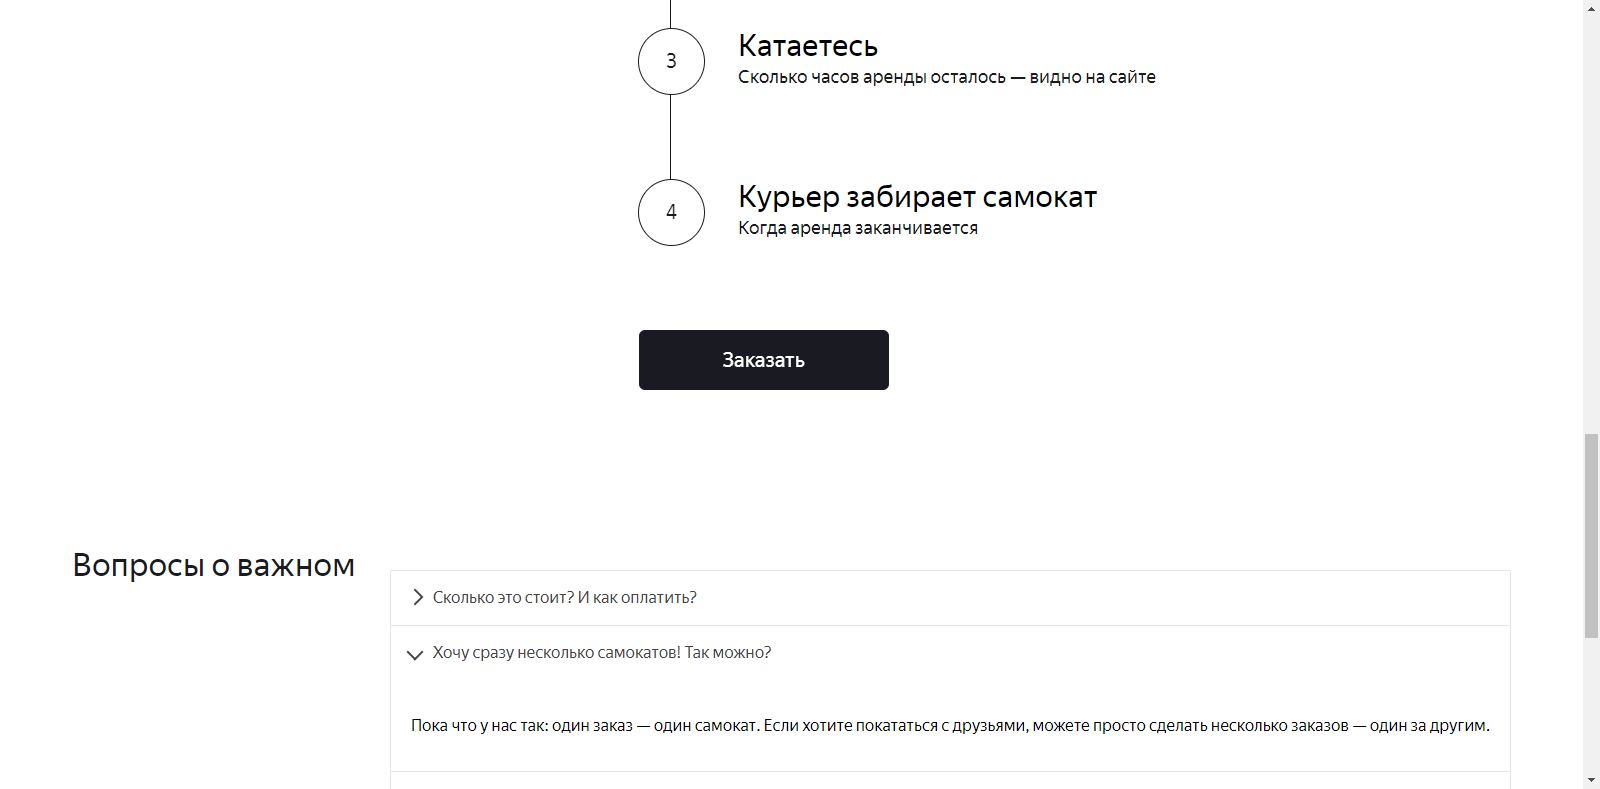 3
Катаетесь
Сколько часов аренды осталось — видно на сайте
4
Курьер забирает самокат
Когда аренда заканчивается
Заказать
Вопросы о важном
Сколько это стоит? И как оплатить?
Хочу сразу несколько самокатов! Так можно?
Пока что у нас так: один заказ — один самокат. Если хотите покататься с друзьями, можете просто сделать несколько заказов — один за другим.